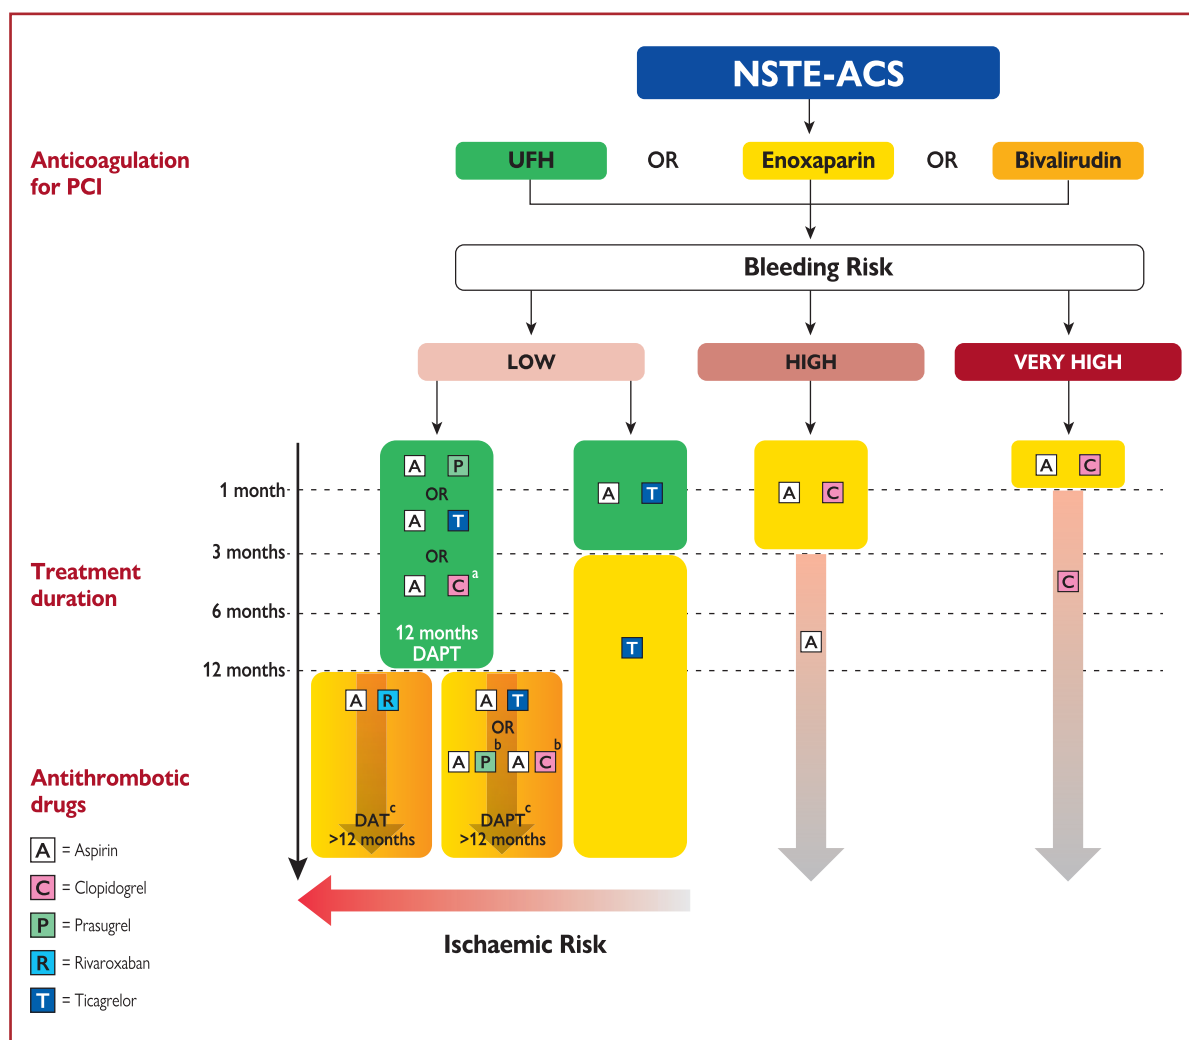 NSTE-ACS
Anticoagulation
for PCI
UFH OR Enoxaparin OR Bivalirudin
Bleeding Risk
LOW HIGH VERY HIGH
Treatment
duration
1 month
3 months
6 months
12 months
A P
OR
A T
OR
A C a
12 months
DAPT
A T
T
A C
A
A C
C
A R
DAT c
>12 months
A T
OR
A P b A C b
DAPT c
>12 months
Ischaemic Risk
Antithrombotic
drugs
A = Aspirin
C = Clopidogrel
P = Prasugrel
R = Rivaroxaban
T = Ticagrelor